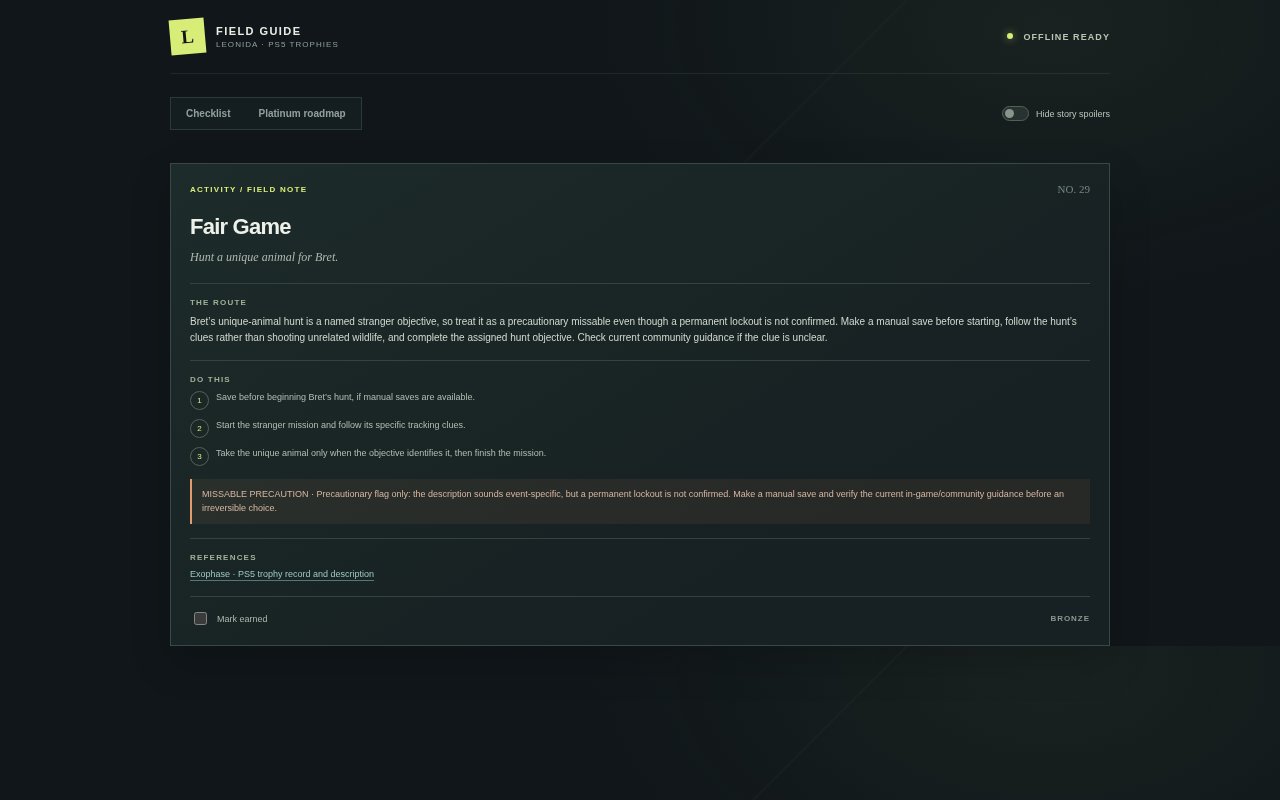 L
FIELD GUIDE
LEONIDA · PS5 TROPHIES
OFFLINE READY
Checklist
Platinum roadmap
Hide story spoilers
ACTIVITY / FIELD NOTE
NO. 29
Fair Game
Hunt a unique animal for Bret.
THE ROUTE
Bret's unique-animal hunt is a named stranger objective, so treat it as a precautionary missable even though a permanent lockout is not confirmed. Make a manual save before starting, follow the hunt's
clues rather than shooting unrelated wildlife, and complete the assigned hunt objective. Check current community guidance if the clue is unclear.
DO THIS
1 Save before beginning Bret's hunt, if manual saves are available.
2 Start the stranger mission and follow its specific tracking clues.
3 Take the unique animal only when the objective identifies it, then finish the mission.
MISSABLE PRECAUTION · Precautionary flag only: the description sounds event-specific, but a permanent lockout is not confirmed. Make a manual save and verify the current in-game/community guidance before an
irreversible choice.
REFERENCES
Exophase · PS5 trophy record and description
Mark earned
BRONZE